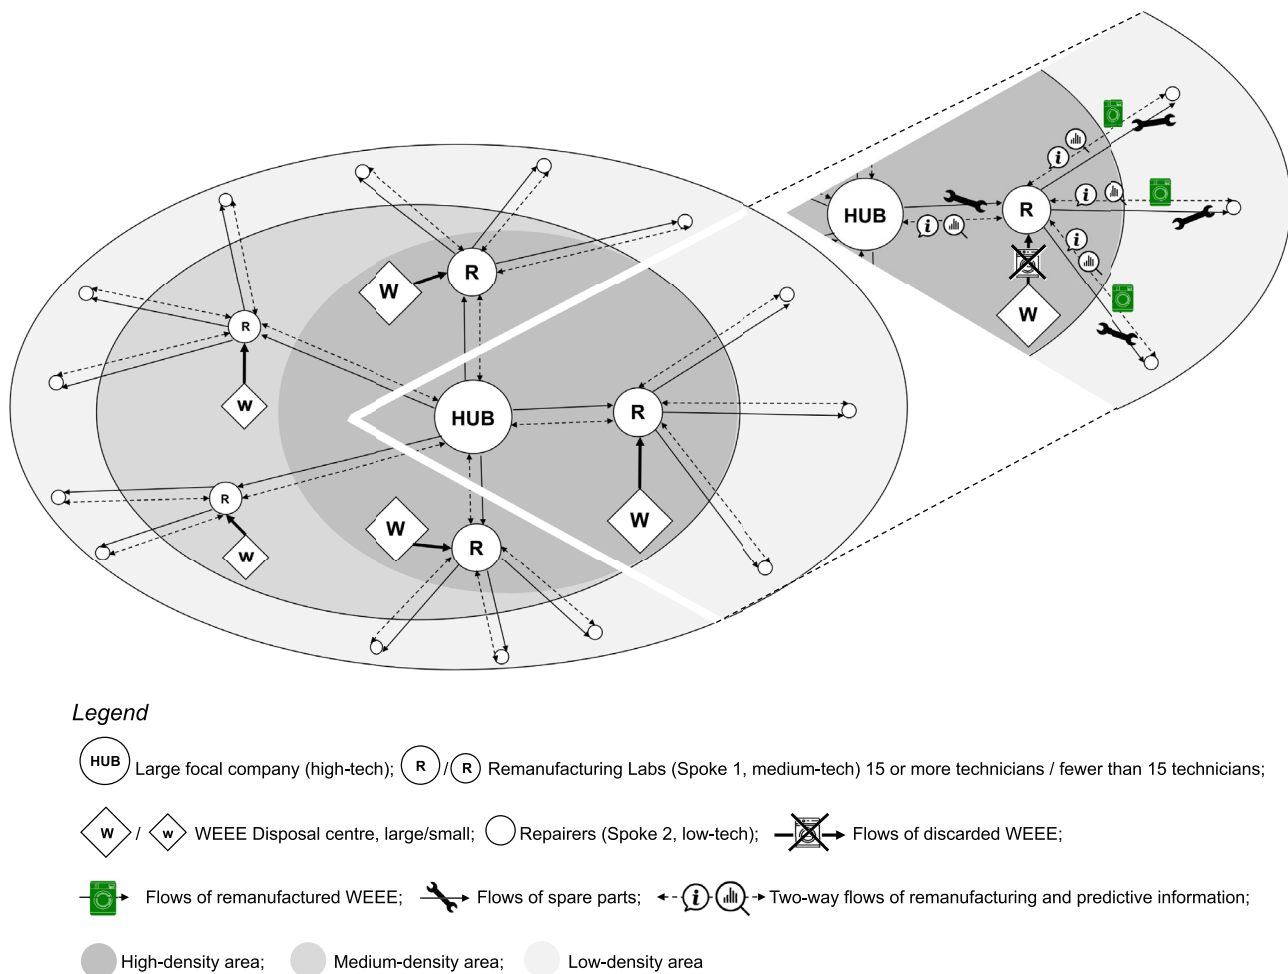 HUB
R
W
i
i
i
i
R
W
R
W
HUB
R
W
R
W
R
W
R
W
Legend
HUB Large focal company (high-tech); R / R Remanufacturing Labs (Spoke 1, medium-tech) 15 or more technicians / fewer than 15 technicians;
W / w WEEE Disposal centre, large/small; Repairers (Spoke 2, low-tech); Flows of discarded WEEE;
Flows of remanufactured WEEE; Flows of spare parts; i Two-way flows of remanufacturing and predictive information;
High-density area; Medium-density area; Low-density area